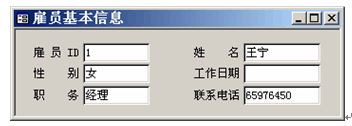 雇员基本信息
雇 员 ID 1 姓 名 王宁
性 别 女 工作日期
职 务 经理 联系电话 65976450